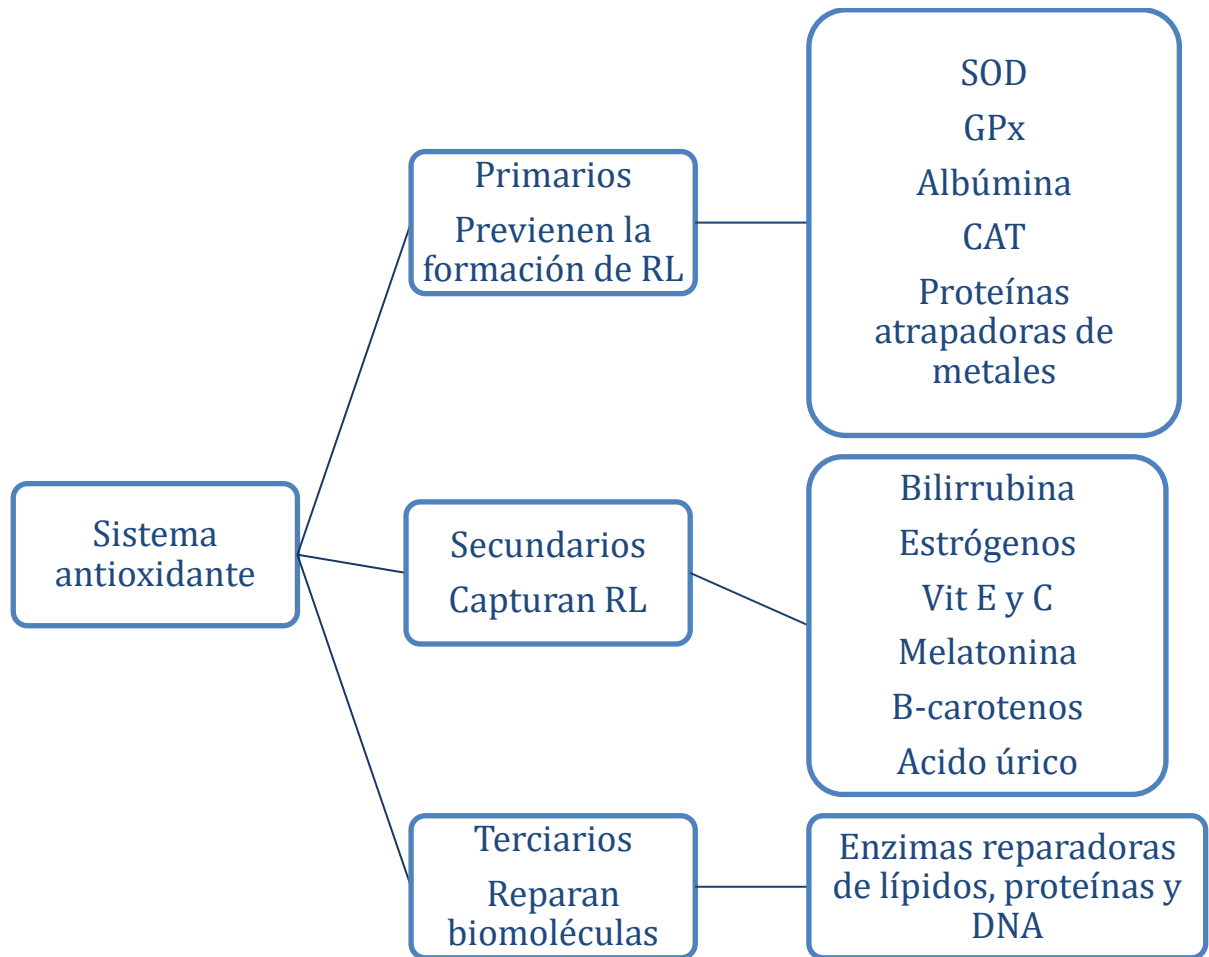 Sistema
antioxidante
Primarios
Previenen la
formación de RL
SOD
GPx
Albúmina
CAT
Proteínas
atrapadoras de
metales
Secundarios
Capturan RL
Bilirrubina
Estrógenos
Vit E y C
Melatonina
B-carotenos
Acido úrico
Terciarios
Reparan
biomoléculas
Enzimas reparadoras
de lípidos, proteínas y
DNA